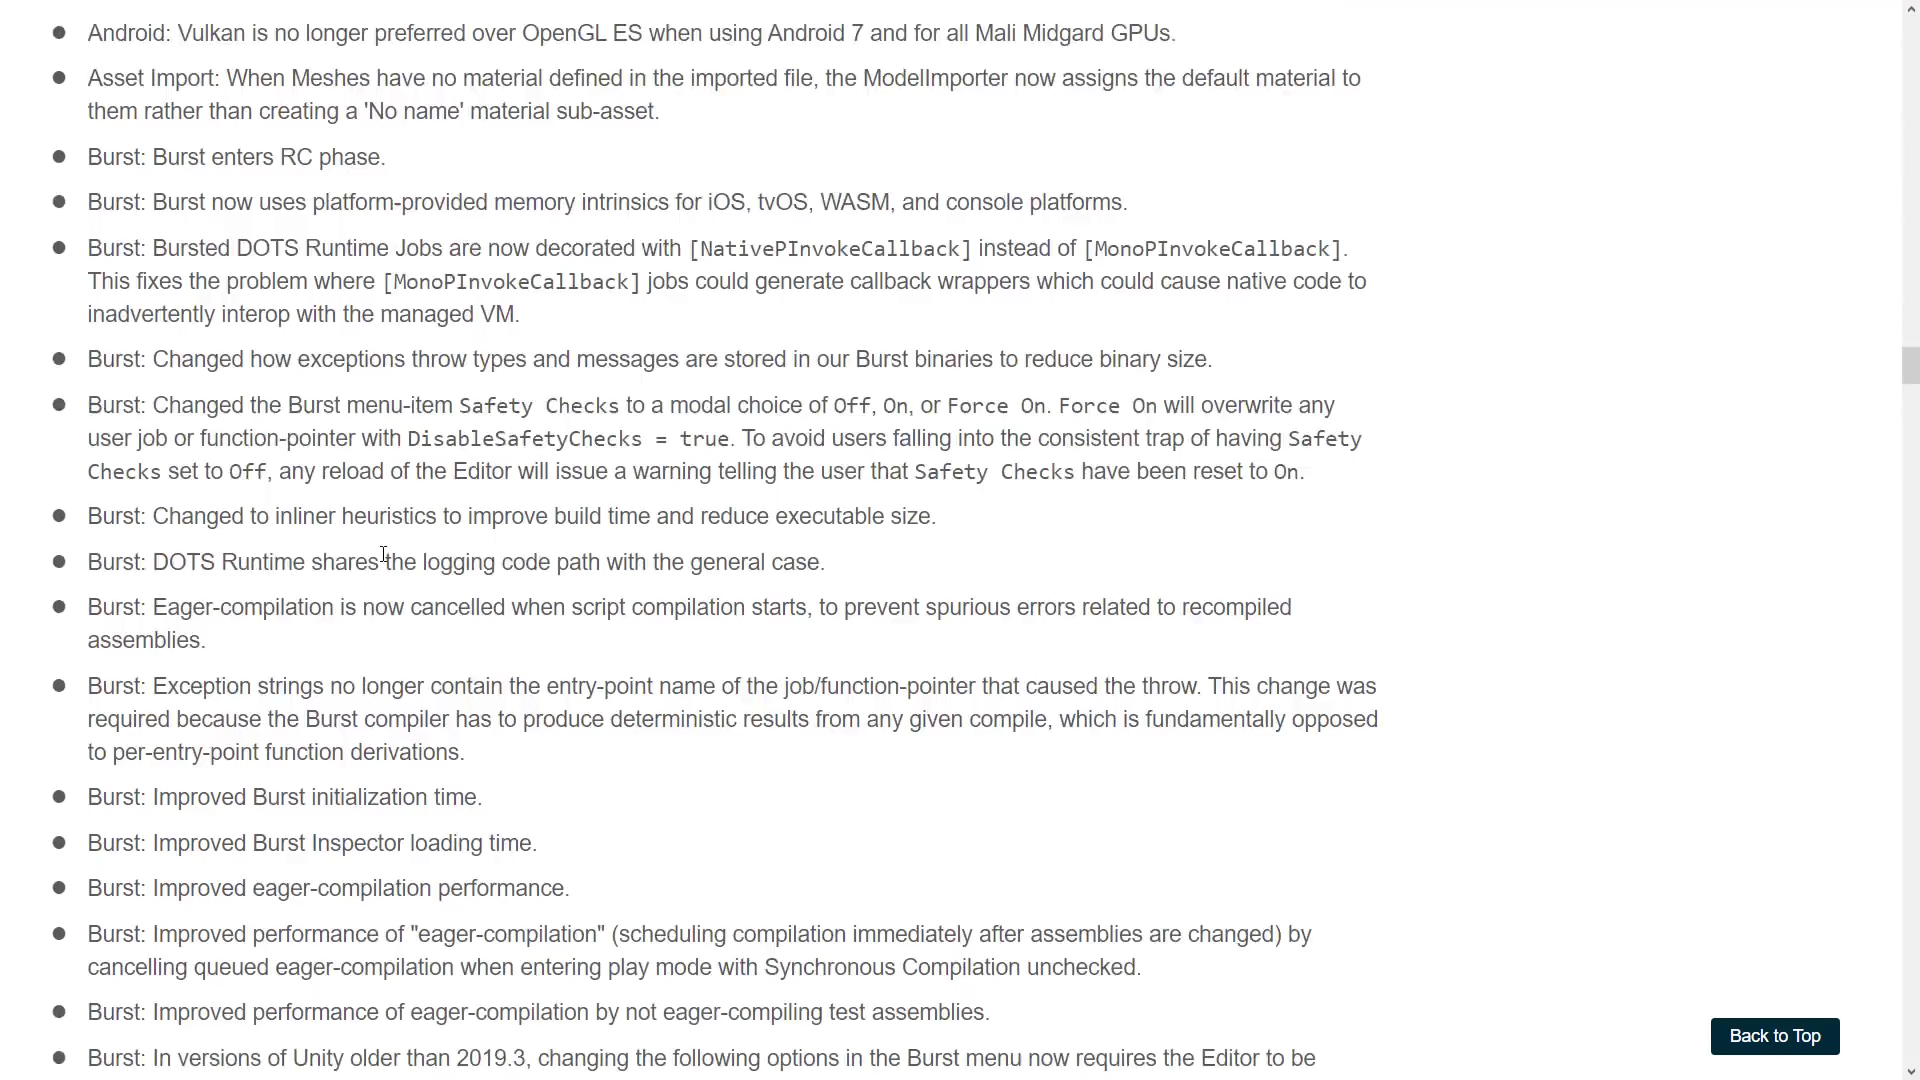 Android: Vulkan is no longer preferred over OpenGL ES when using Android 7 and for all Mali Midgard GPUs.
Asset Import: When Meshes have no material defined in the imported file, the ModelImporter now assigns the default material to
them rather than creating a 'No name' material sub-asset.
Burst: Burst enters RC phase.
Burst: Burst now uses platform-provided memory intrinsics for iOS, tvOS, WASM, and console platforms.
Burst: Bursted DOTS Runtime Jobs are now decorated with [NativePInvokeCallback] instead of [MonoPInvokeCallback].
This fixes the problem where [MonoPInvokeCallback] jobs could generate callback wrappers which could cause native code to
inadvertently interop with the managed VM.
Burst: Changed how exceptions throw types and messages are stored in our Burst binaries to reduce binary size.
Burst: Changed the Burst menu-item Safety Checks to a modal choice of Off, On, or Force On. Force On will overwrite any
user job or function-pointer with DisableSafetyChecks = true. To avoid users falling into the consistent trap of having Safety
Checks set to Off, any reload of the Editor will issue a warning telling the user that Safety Checks have been reset to On.
Burst: Changed to inliner heuristics to improve build time and reduce executable size.
Burst: DOTS Runtime shares the logging code path with the general case.
Burst: Eager-compilation is now cancelled when script compilation starts, to prevent spurious errors related to recompiled
assemblies.
Burst: Exception strings no longer contain the entry-point name of the job/function-pointer that caused the throw. This change was
required because the Burst compiler has to produce deterministic results from any given compile, which is fundamentally opposed
to per-entry-point function derivations.
Burst: Improved Burst initialization time.
Burst: Improved Burst Inspector loading time.
Burst: Improved eager-compilation performance.
Burst: Improved performance of "eager-compilation" (scheduling compilation immediately after assemblies are changed) by
cancelling queued eager-compilation when entering play mode with Synchronous Compilation unchecked.
Burst: Improved performance of eager-compilation by not eager-compiling test assemblies.
Back to Top
Burst: In versions of Unity older than 2019.3, changing the following options in the Burst menu now requires the Editor to be